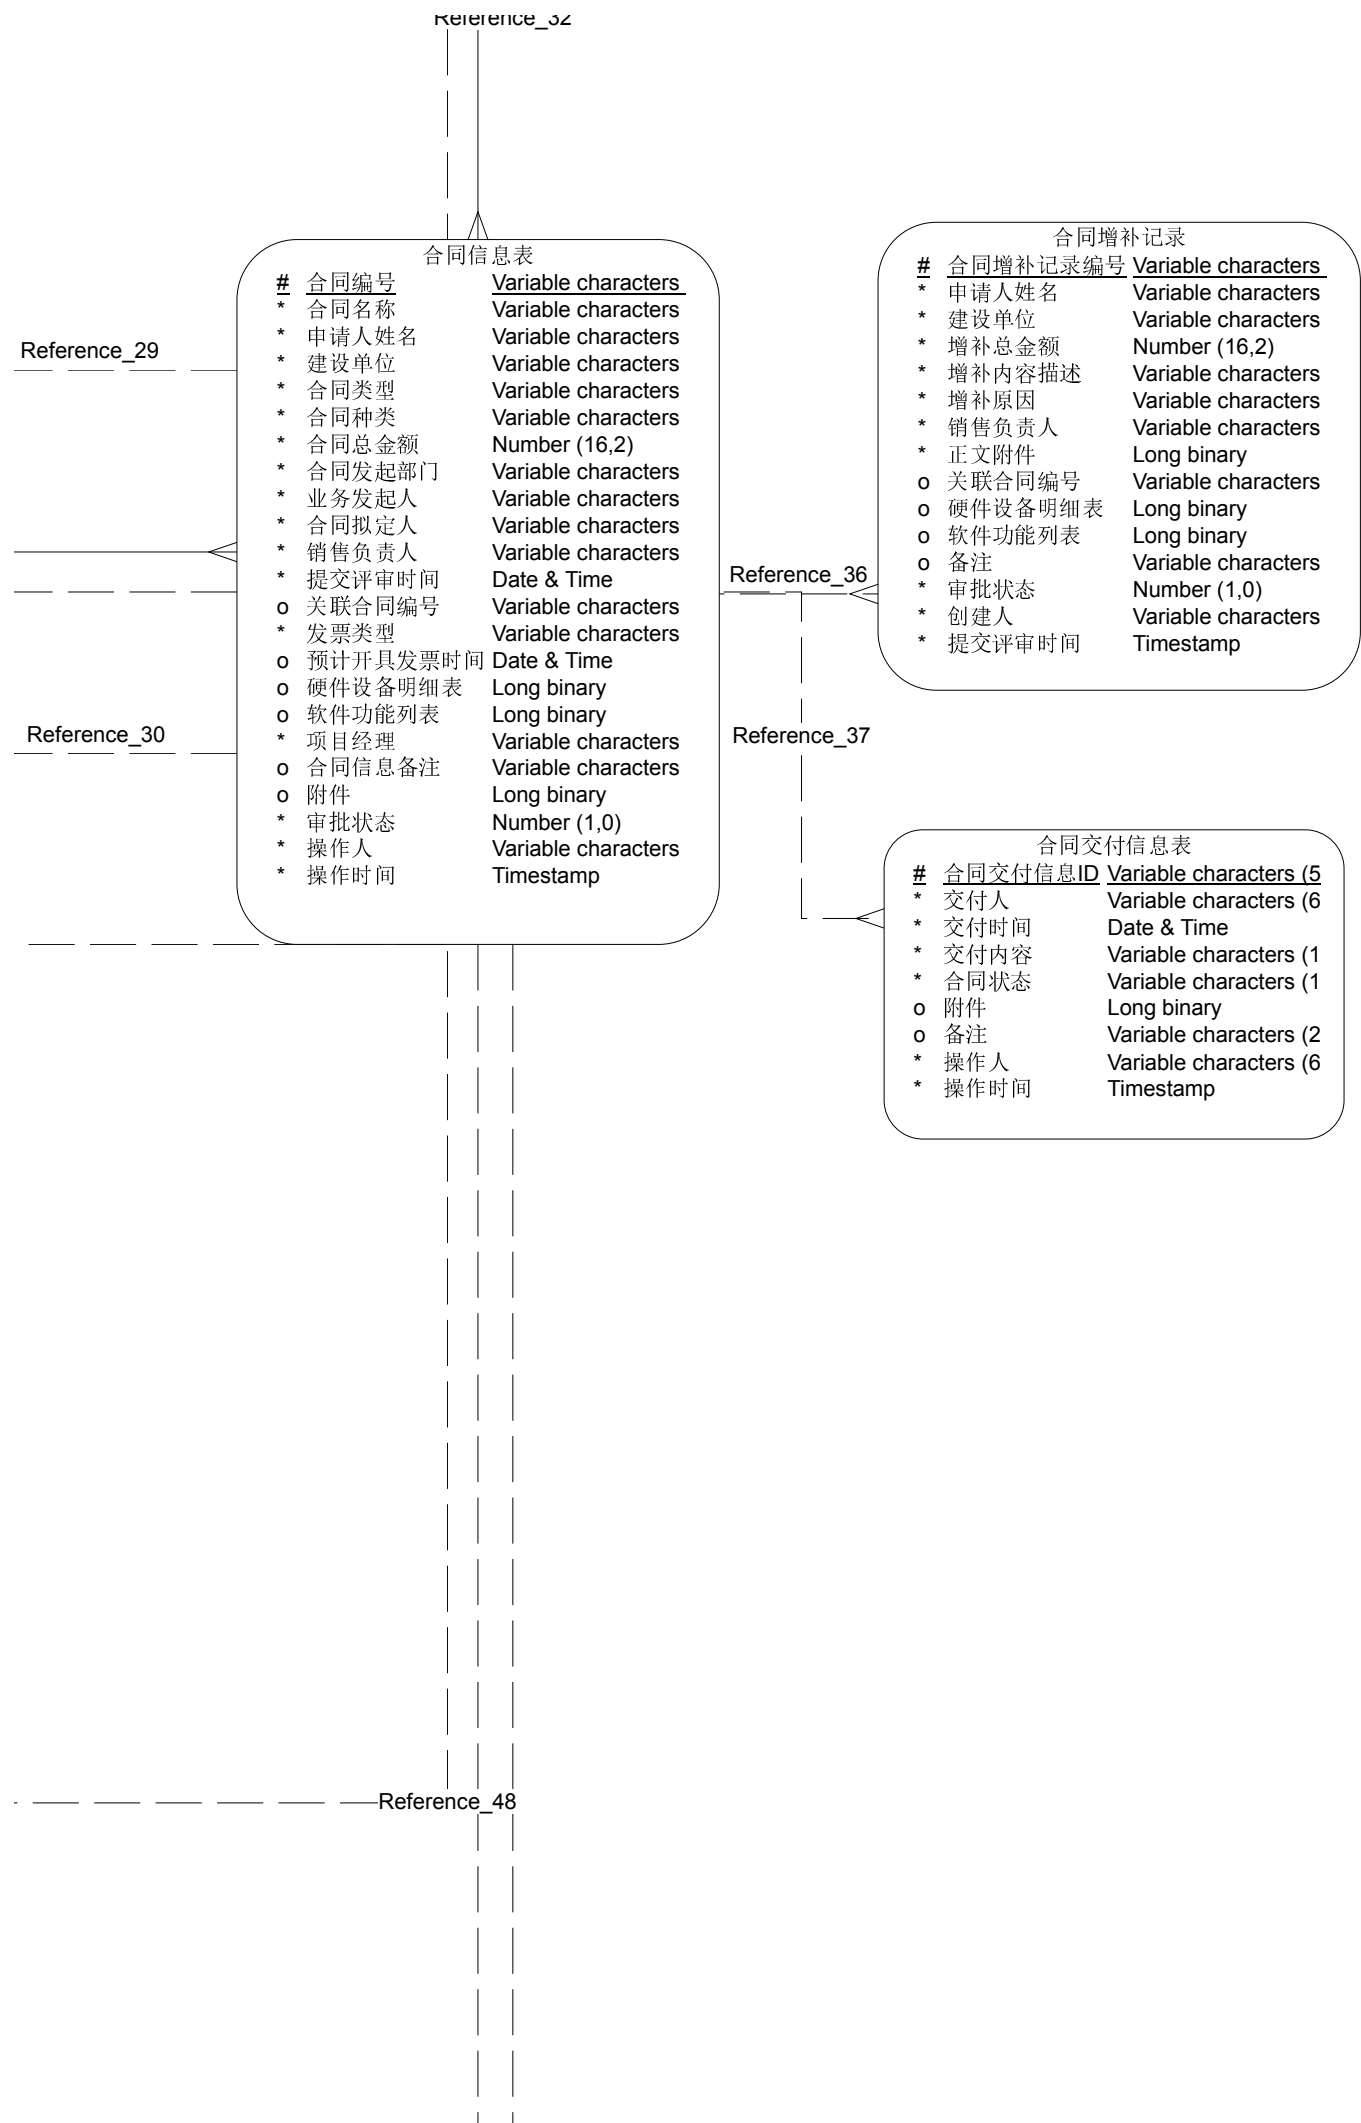 Reference_32
合同信息表
# 合同编号 Variable characters
* 合同名称 Variable characters
* 申请人姓名 Variable characters
* 建设单位 Variable characters
* 合同类型 Variable characters
* 合同种类 Variable characters
* 合同总金额 Number (16,2)
* 合同发起部门 Variable characters
* 业务发起人 Variable characters
* 合同拟定人 Variable characters
* 销售负责人 Variable characters
* 提交评审时间 Date & Time
o 关联合同编号 Variable characters
* 发票类型 Variable characters
o 预计开具发票时间 Date & Time
o 硬件设备明细表 Long binary
o 软件功能列表 Long binary
* 项目经理 Variable characters
o 合同信息备注 Variable characters
o 附件 Long binary
* 审批状态 Number (1,0)
* 操作人 Variable characters
* 操作时间 Timestamp
Reference_29
Reference_30
合同增补记录
# 合同增补记录编号 Variable characters
* 申请人姓名 Variable characters
* 建设单位 Variable characters
* 增补总金额 Number (16,2)
* 增补内容描述 Variable characters
* 增补原因 Variable characters
* 销售负责人 Variable characters
* 正文附件 Long binary
o 关联合同编号 Variable characters
o 硬件设备明细表 Long binary
o 软件功能列表 Long binary
o 备注 Variable characters
* 审批状态 Number (1,0)
* 创建人 Variable characters
* 提交评审时间 Timestamp
Reference_36
Reference_37
合同交付信息表
# 合同交付信息ID Variable characters (5
* 交付人 Variable characters (6
* 交付时间 Date & Time
* 交付内容 Variable characters (1
* 合同状态 Variable characters (1
o 附件 Long binary
o 备注 Variable characters (2
* 操作人 Variable characters (6
* 操作时间 Timestamp
Reference_48